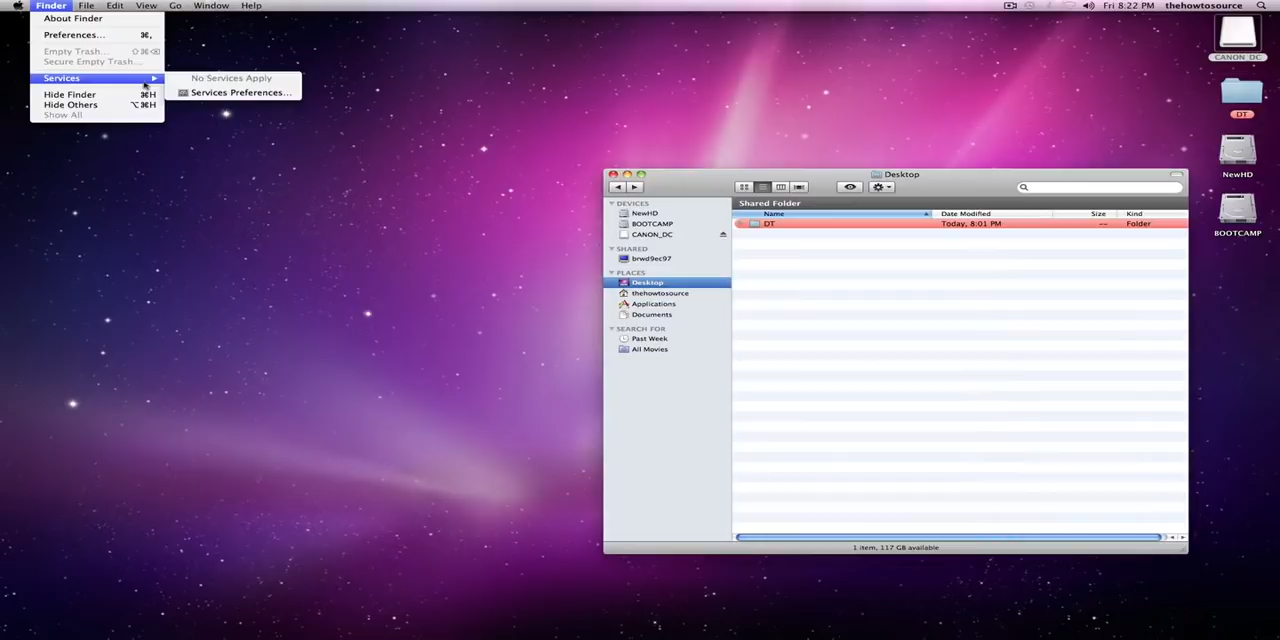 Finder File Edit View Go Window Help Fri 8:22 PM thehowtosource
About Finder
Preferences... ⌘,
Empty Trash... ⇧⌘⌫
Secure Empty Trash...
Services ▶
No Services Apply
Services Preferences...
Hide Finder ⌘H
Hide Others ⌥⌘H
Show All
CANON_DC
DT
NewHD
BOOTCAMP
Desktop
DEVICES
NewHD
BOOTCAMP
CANON_DC
SHARED
brwd9ec97
PLACES
Desktop
thehowtosource
Applications
Documents
SEARCH FOR
Past Week
All Movies
Shared Folder
Name Date Modified Size Kind
DT Today, 8:01 PM -- Folder
1 item, 117 GB available